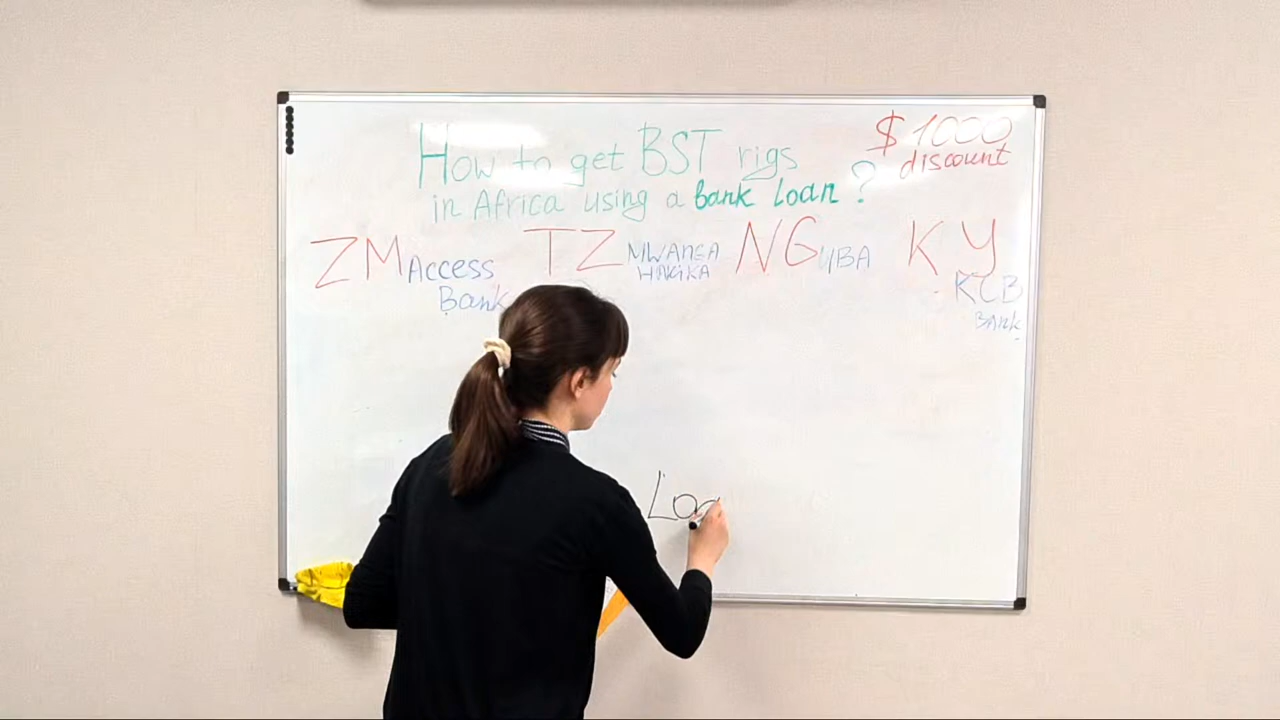 How to get BST rigs
in Africa using a bank loan ?
$ 1000
discount
ZM Access
Bank
TZ MWANGA
HAKIKA
NG UBA
KY
KCB
BANK
Loa